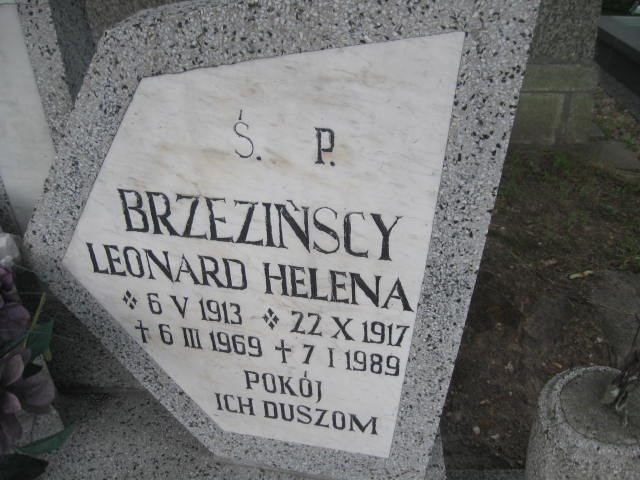 Ś. P.
BRZEZIŃSCY
LEONARD HELENA
6 V 1913 22 X 1917
✝ 6 III 1969 ✝ 7 I 1989
POKÓJ
ICH DUSZOM